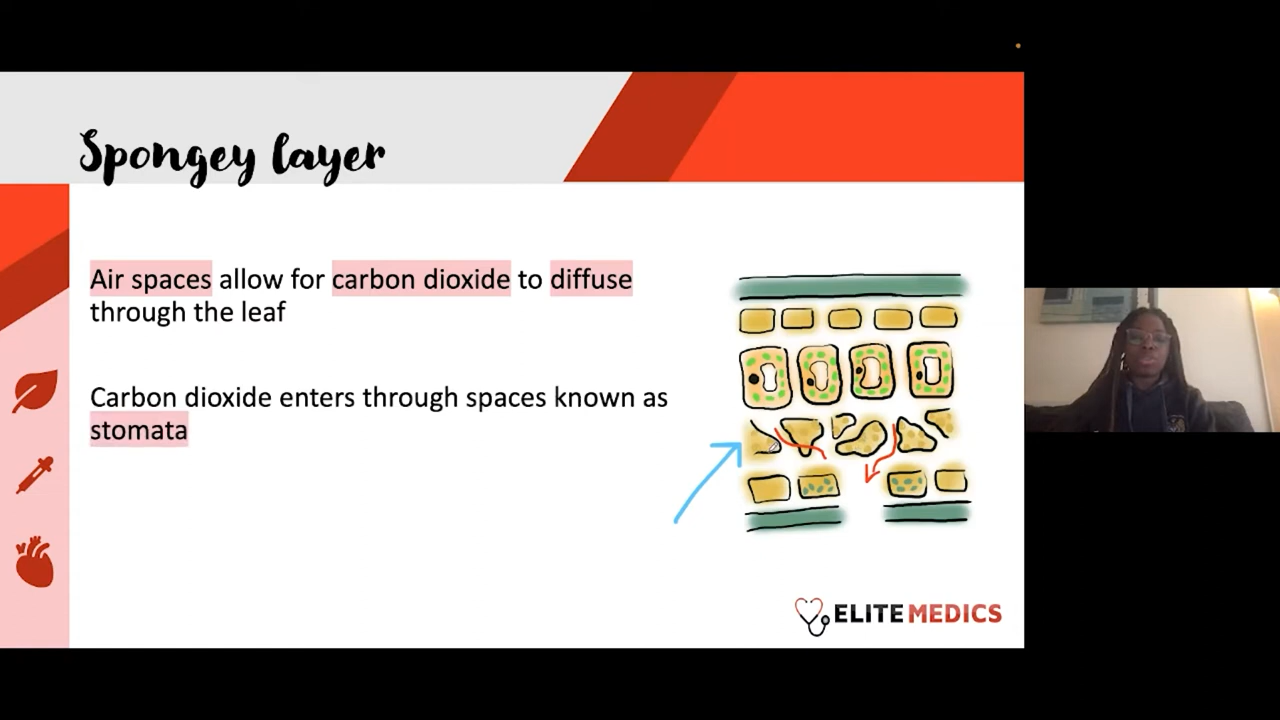 Spongey layer
Air spaces allow for carbon dioxide to diffuse
through the leaf
Carbon dioxide enters through spaces known as
stomata
ELITE MEDICS